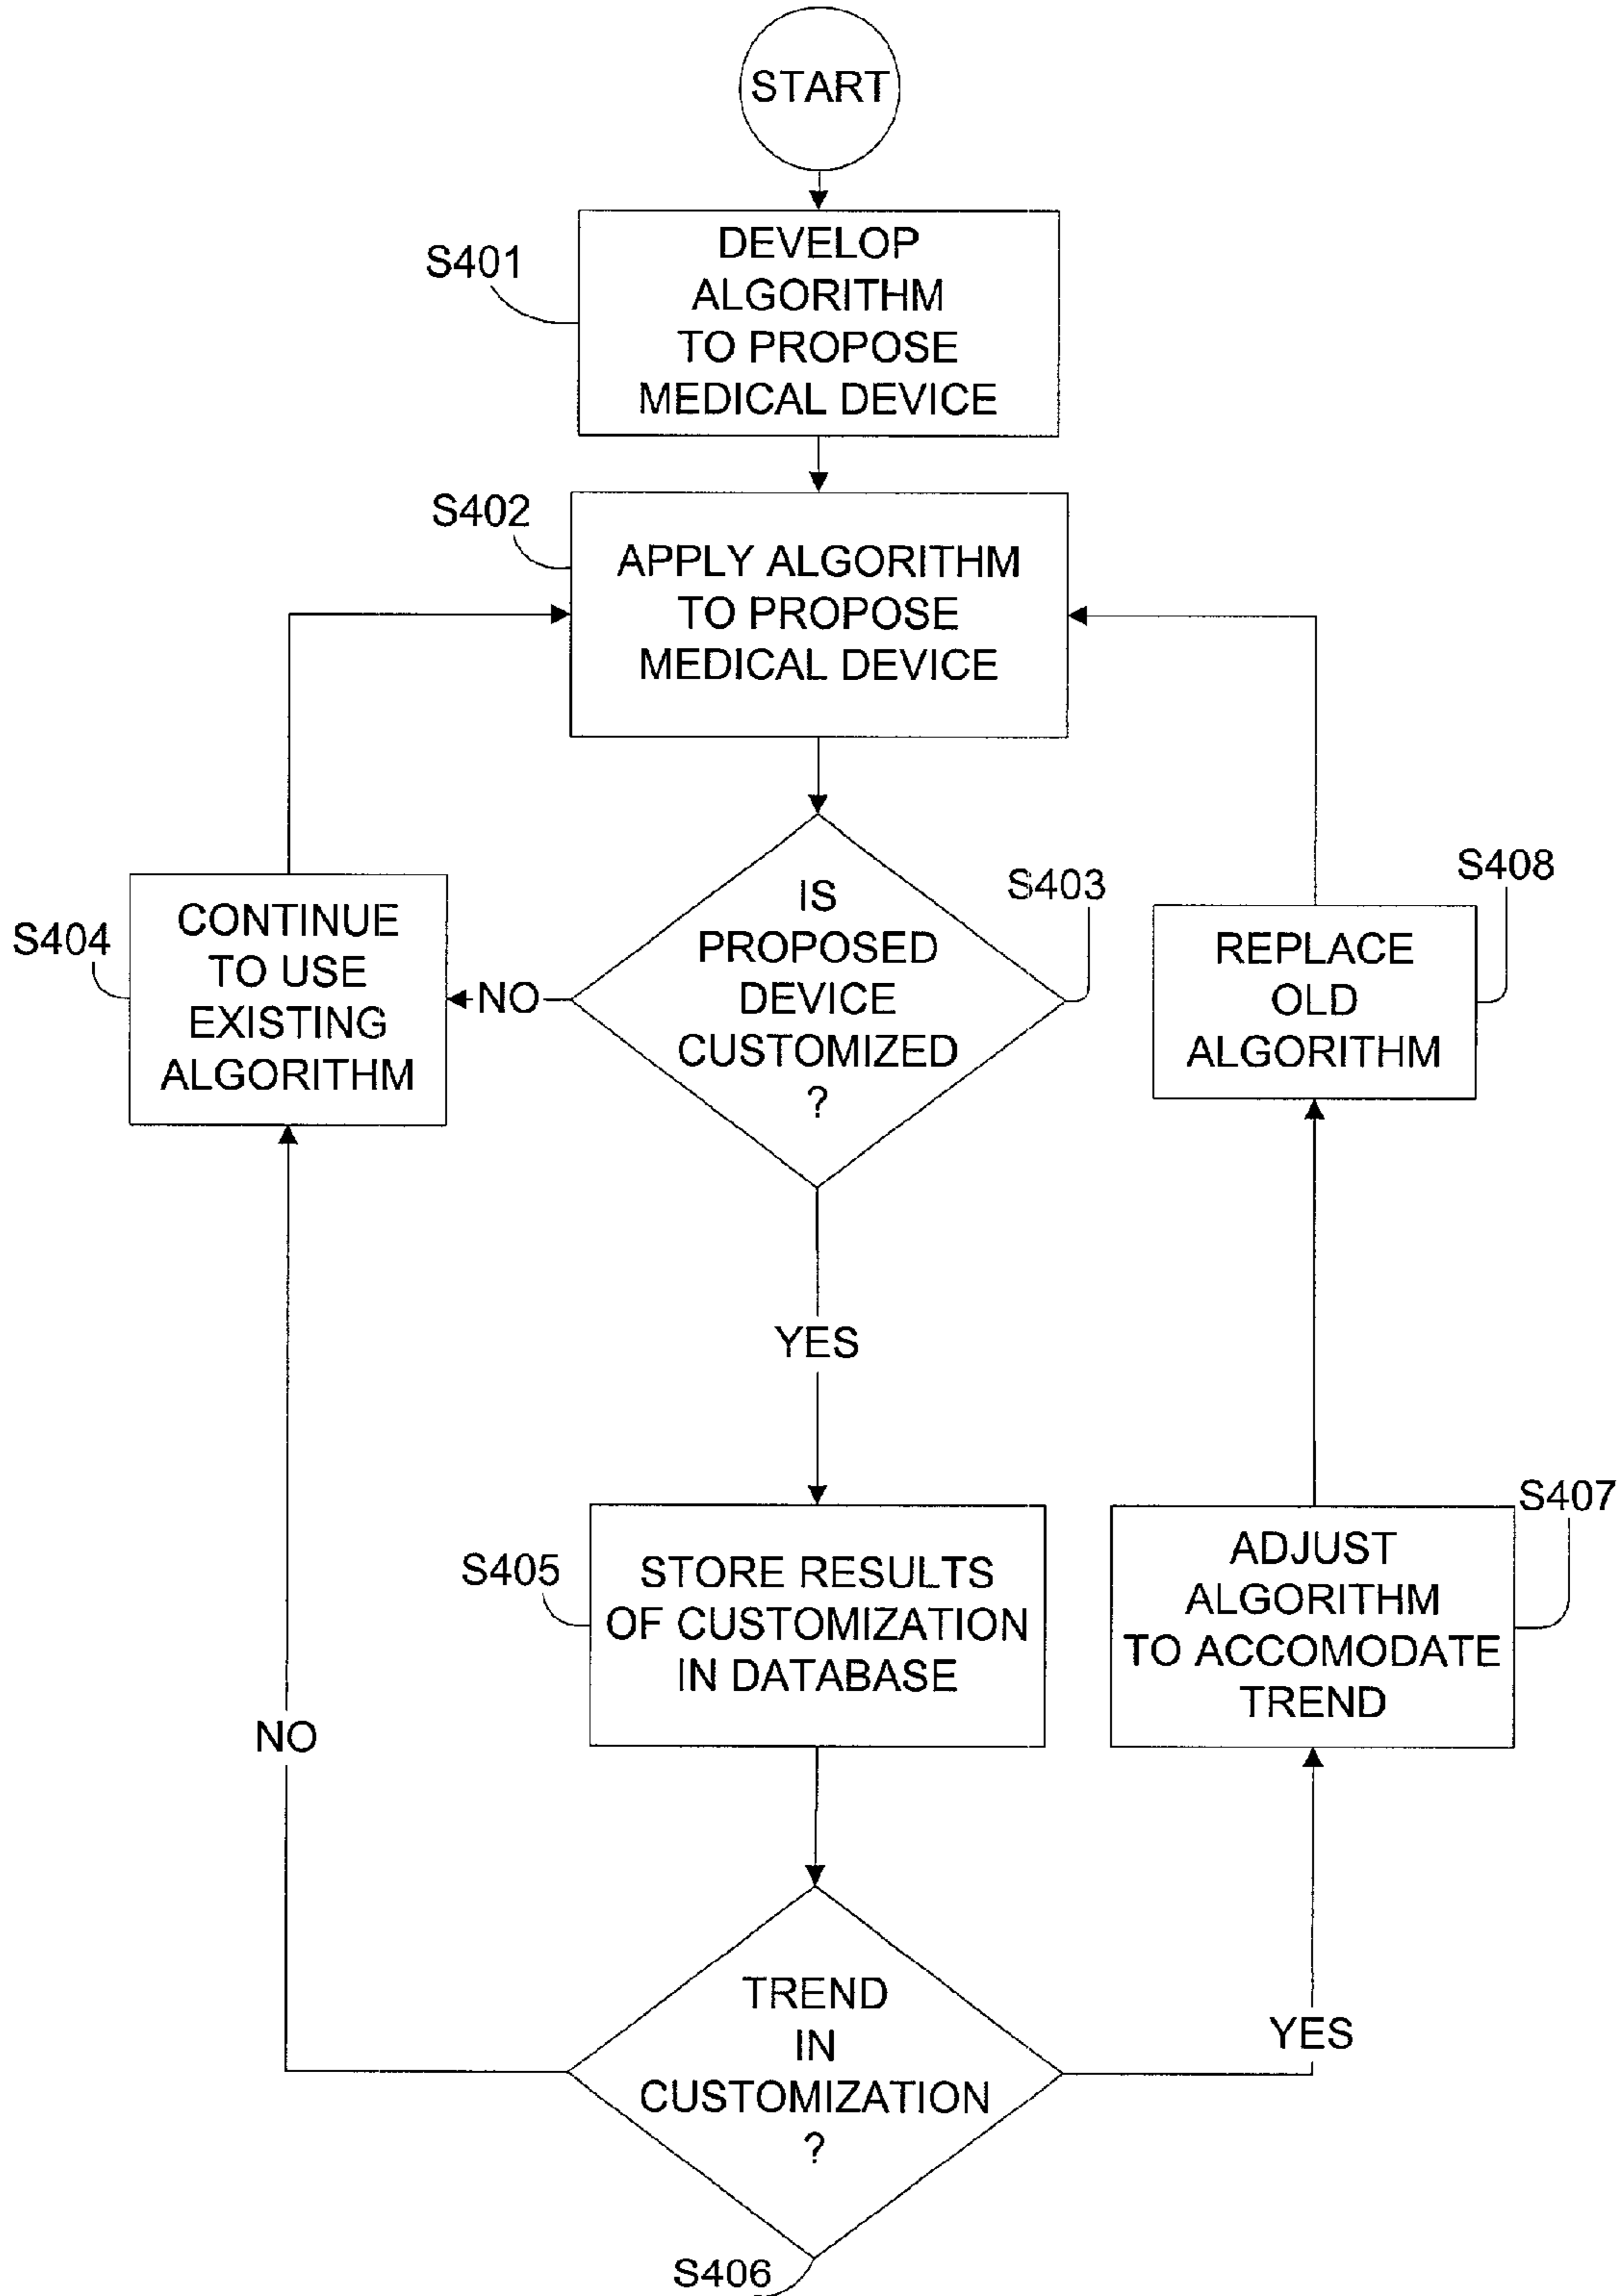 START
S401
DEVELOP
ALGORITHM
TO PROPOSE
MEDICAL DEVICE
S402
APPLY ALGORITHM
TO PROPOSE
MEDICAL DEVICE
S403
IS
PROPOSED
DEVICE
CUSTOMIZED
?
NO
S404
CONTINUE
TO USE
EXISTING
ALGORITHM
S408
REPLACE
OLD
ALGORITHM
YES
S405
STORE RESULTS
OF CUSTOMIZATION
IN DATABASE
S407
ADJUST
ALGORITHM
TO ACCOMODATE
TREND
NO
TREND
IN
CUSTOMIZATION
?
YES
S406